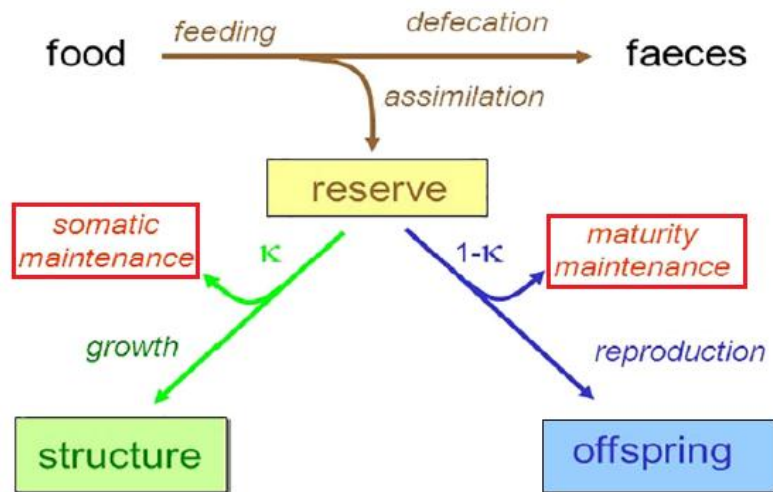 feeding
defecation
food
faeces
assimilation
reserve
somatic
maintenance
κ
1-κ
maturity
maintenance
growth
reproduction
structure
offspring